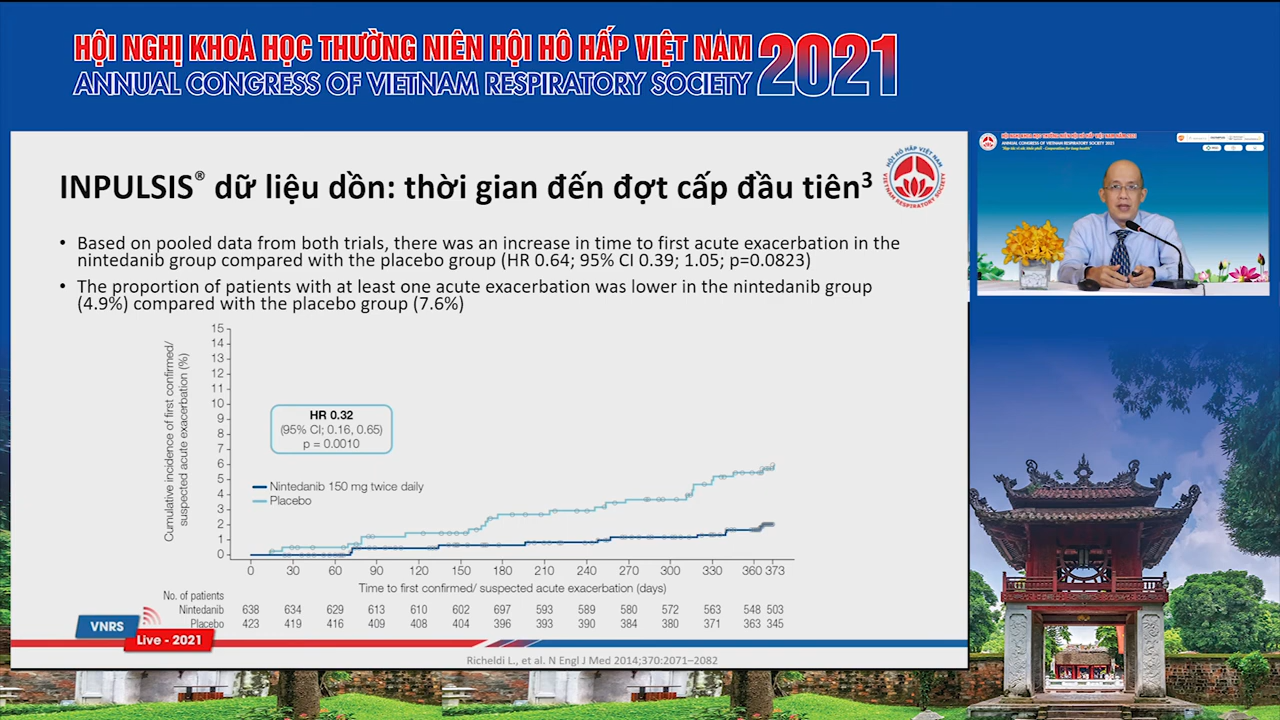 HỘI NGHỊ KHOA HỌC THƯỜNG NIÊN HỘI HÔ HẤP VIỆT NAM
ANNUAL CONGRESS OF VIETNAM RESPIRATORY SOCIETY
2021
INPULSIS® dữ liệu dồn: thời gian đến đợt cấp đầu tiên³
HỘI HÔ HẤP VIỆT NAM
VIETNAM RESPIRATORY SOCIETY
• Based on pooled data from both trials, there was an increase in time to first acute exacerbation in the
nintedanib group compared with the placebo group (HR 0.64; 95% CI 0.39; 1.05; p=0.0823)
• The proportion of patients with at least one acute exacerbation was lower in the nintedanib group
(4.9%) compared with the placebo group (7.6%)
Cumulative incidence of first confirmed/
suspected acute exacerbation (%)
15
14
13
12
11
10
9
8
7
6
5
4
3
2
1
0
HR 0.32
(95% CI; 0.16, 0.65)
p = 0.0010
Nintedanib 150 mg twice daily
Placebo
0 30 60 90 120 150 180 210 240 270 300 330 360 373
Time to first confirmed/ suspected acute exacerbation (days)
No. of patients
Nintedanib 638 634 629 612 610 602 697 593 589 580 572 563 548 503
Placebo 423 419 416 409 408 404 396 393 390 384 380 371 363 345
VNRS
Live - 2021
Richeldi L., et al. N Engl J Med 2014;370:2071–2082
ANNUAL CONGRESS OF VIETNAM RESPIRATORY SOCIETY 2021